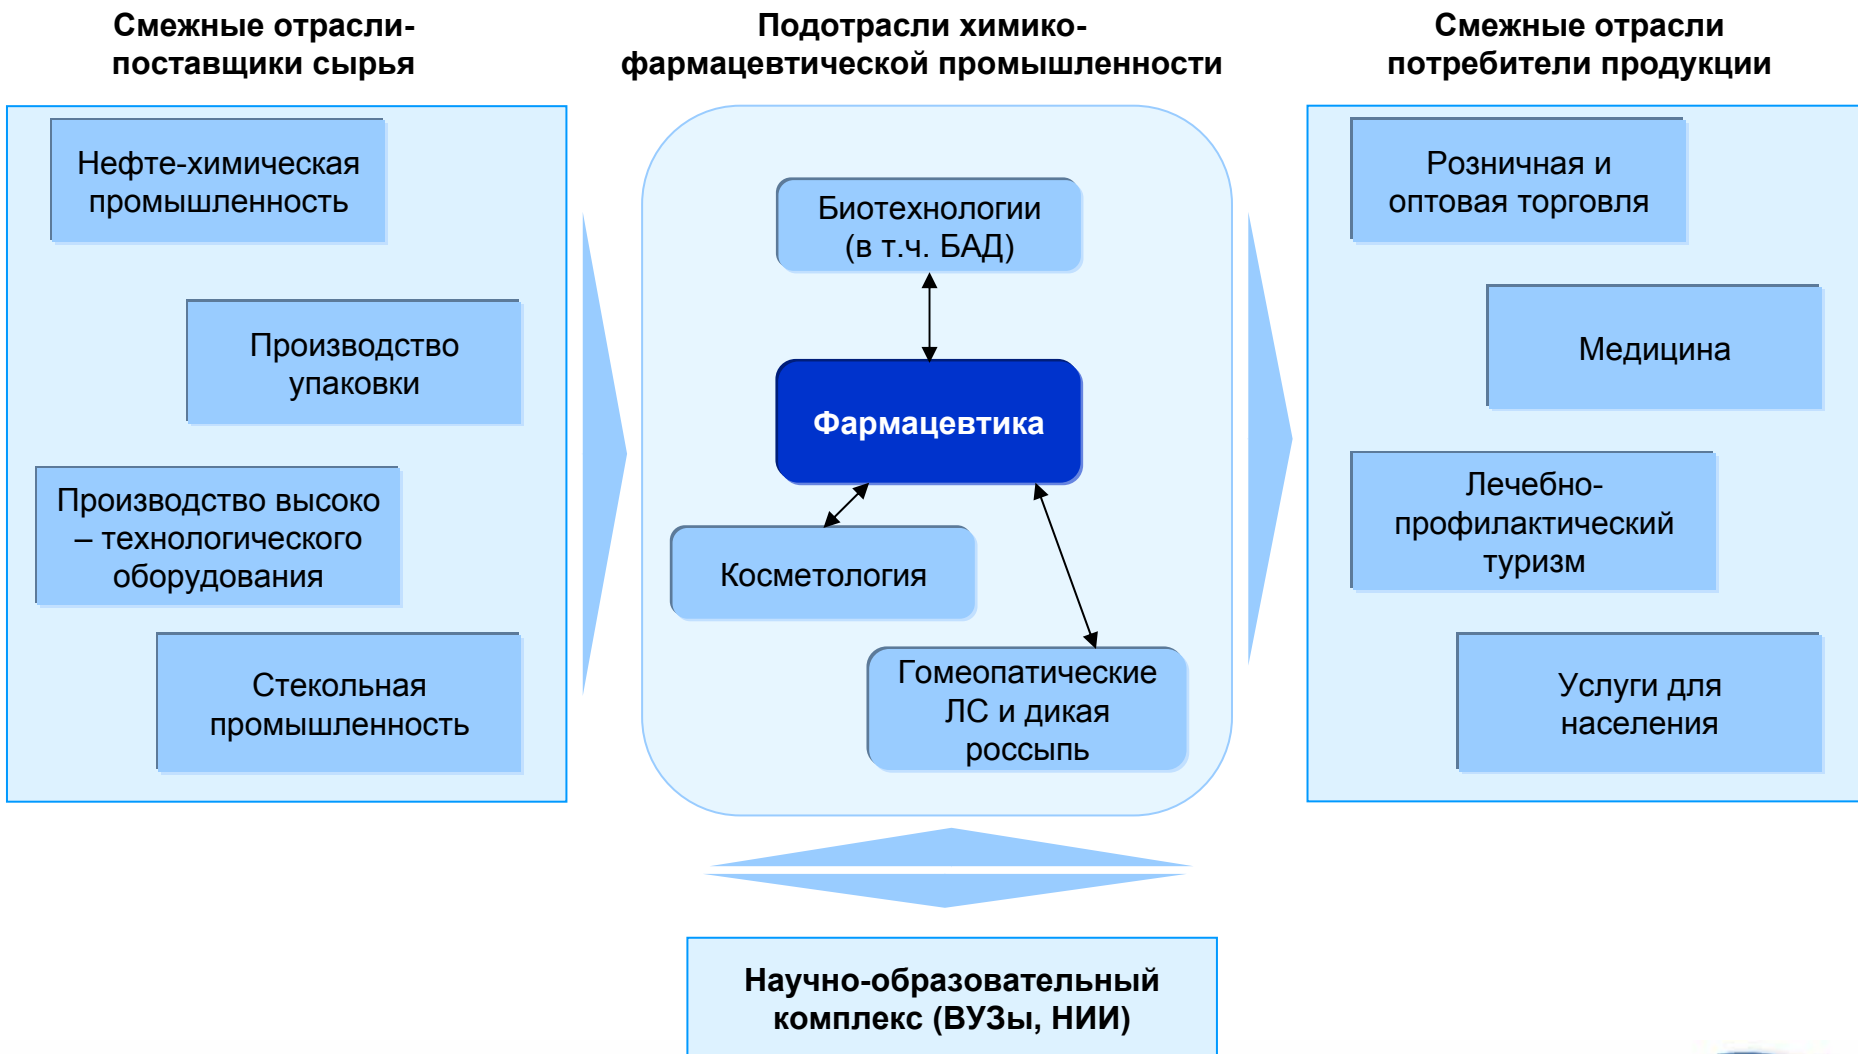 Смежные отрасли-
поставщики сырья
Нефте-химическая
промышленность
Производство
упаковки
Производство высоко
– технологического
оборудования
Стекольная
промышленность
Подотрасли химико-
фармацевтической промышленности
Биотехнологии
(в т.ч. БАД)
Фармацевтика
Косметология
Гомеопатические
ЛС и дикая
россыпь
Смежные отрасли
потребители продукции
Розничная и
оптовая торговля
Медицина
Лечебно-
профилактический
туризм
Услуги для
населения
Научно-образовательный
комплекс (ВУЗы, НИИ)